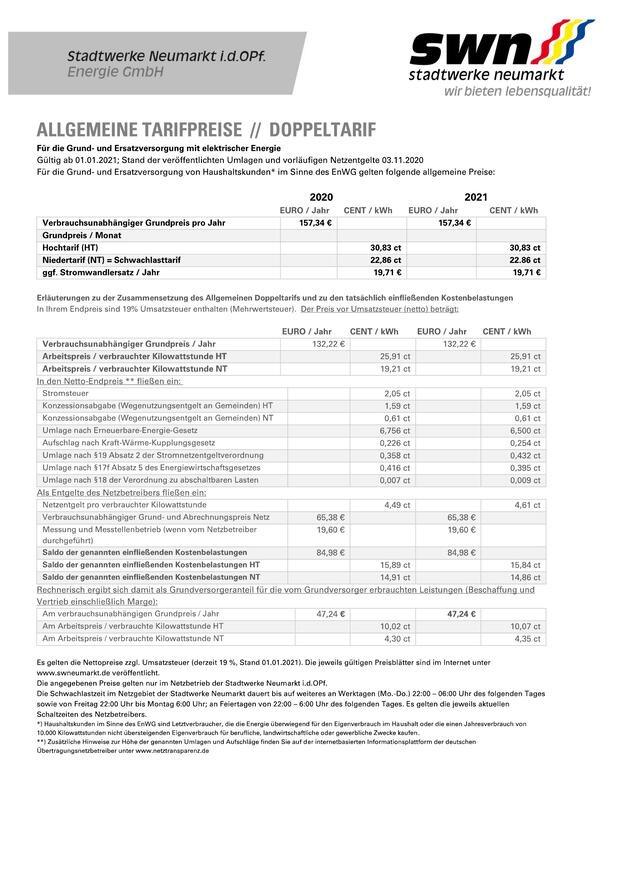 Stadtwerke Neumarkt i.d.OPf.
Energie GmbH
swn
stadtwerke neumarkt
wir bieten lebensqualität!
ALLGEMEINE TARIFPREISE // DOPPELTARIF
Für die Grund- und Ersatzversorgung mit elektrischer Energie
Gültig ab 01.01.2021; Stand der veröffentlichten Umlagen und vorläufigen Netzentgelte 03.11.2020
Für die Grund- und Ersatzversorgung von Haushaltskunden* im Sinne des EnWG gelten folgende allgemeine Preise:
2020 2021
EURO / Jahr CENT / kWh EURO / Jahr CENT / kWh
Verbrauchsunabhängiger Grundpreis pro Jahr 157,34 € 157,34 €
Grundpreis / Monat
Hochtarif (HT) 30,83 ct 30,83 ct
Niedertarif (NT) = Schwachlasttarif 22,86 ct 22.86 ct
ggf. Stromwandlersatz / Jahr 19,71 € 19,71 €
Erläuterungen zu der Zusammensetzung des Allgemeinen Doppeltarifs und zu den tatsächlich einfließenden Kostenbelastungen
In Ihrem Endpreis sind 19% Umsatzsteuer enthalten (Mehrwertsteuer). Der Preis vor Umsatzsteuer (netto) beträgt:
EURO / Jahr CENT / kWh EURO / Jahr CENT / kWh
Verbrauchsunabhängiger Grundpreis / Jahr 132,22 € 132,22 €
Arbeitspreis / verbrauchter Kilowattstunde HT 25,91 ct 25,91 ct
Arbeitspreis / verbrauchter Kilowattstunde NT 19,21 ct 19,21 ct
In den Netto-Endpreis ** fließen ein:
Stromsteuer 2,05 ct 2,05 ct
Konzessionsabgabe (Wegenutzungsentgelt an Gemeinden) HT 1,59 ct 1,59 ct
Konzessionsabgabe (Wegenutzungsentgelt an Gemeinden) NT 0,61 ct 0,61 ct
Umlage nach Erneuerbare-Energie-Gesetz 6,756 ct 6,500 ct
Aufschlag nach Kraft-Wärme-Kupplungsgesetz 0,226 ct 0,254 ct
Umlage nach §19 Absatz 2 der Stromnetzentgeltverordnung 0,358 ct 0,432 ct
Umlage nach §17f Absatz 5 des Energiewirtschaftsgesetzes 0,416 ct 0,395 ct
Umlage nach §18 der Verordnung zu abschaltbaren Lasten 0,007 ct 0,009 ct
Als Entgelte des Netzbetreibers fließen ein:
Netzentgelt pro verbrauchter Kilowattstunde 4,49 ct 4,61 ct
Verbrauchsunabhängiger Grund- und Abrechnungspreis Netz 65,38 € 65,38 €
Messung und Messtellenbetrieb (wenn vom Netzbetreiber 19,60 € 19,60 €
durchgeführt)
Saldo der genannten einfließenden Kostenbelastungen 84,98 € 84,98 €
Saldo der genannten einfließenden Kostenbelastungen HT 15,89 ct 15,84 ct
Saldo der genannten einfließenden Kostenbelastungen NT 14,91 ct 14,86 ct
Rechnerisch ergibt sich damit als Grundversorgeranteil für die vom Grundversorger erbrauchten Leistungen (Beschaffung und
Vertrieb einschließlich Marge):
Am verbrauchsunabhängigen Grundpreis / Jahr 47,24 € 47,24 €
Am Arbeitspreis / verbrauchte Kilowattstunde HT 10,02 ct 10,07 ct
Am Arbeitspreis / verbrauchte Kilowattstunde NT 4,30 ct 4,35 ct
Es gelten die Nettopreise zzgl. Umsatzsteuer (derzeit 19 %, Stand 01.01.2021). Die jeweils gültigen Preisblätter sind im Internet unter
www.swneumarkt.de veröffentlicht.
Die angegebenen Preise gelten nur im Netzbetrieb der Stadtwerke Neumarkt i.d.OPf.
Die Schwachlastzeit im Netzgebiet der Stadtwerke Neumarkt dauert bis auf weiteres an Werktagen (Mo.-Do.) 22:00 – 06:00 Uhr des folgenden Tages
sowie von Freitag 22:00 Uhr bis Montag 6:00 Uhr; an Feiertagen von 22:00 – 6:00 Uhr des folgenden Tages. Es gelten die jeweils aktuellen
Schaltzeiten des Netzbetreibers.
*) Haushaltskunden im Sinne des EnWG sind Letztverbraucher, die die Energie überwiegend für den Eigenverbrauch im Haushalt oder die einen Jahresverbrauch von
10.000 Kilowattstunden nicht übersteigenden Eigenverbrauch für berufliche, landwirtschaftliche oder gewerbliche Zwecke kaufen.
**) Zusätzliche Hinweise zur Höhe der genannten Umlagen und Aufschläge finden Sie auf der internetbasierten Informationsplattform der deutschen
Übertragungsnetzbetreiber unter www.netztransparenz.de